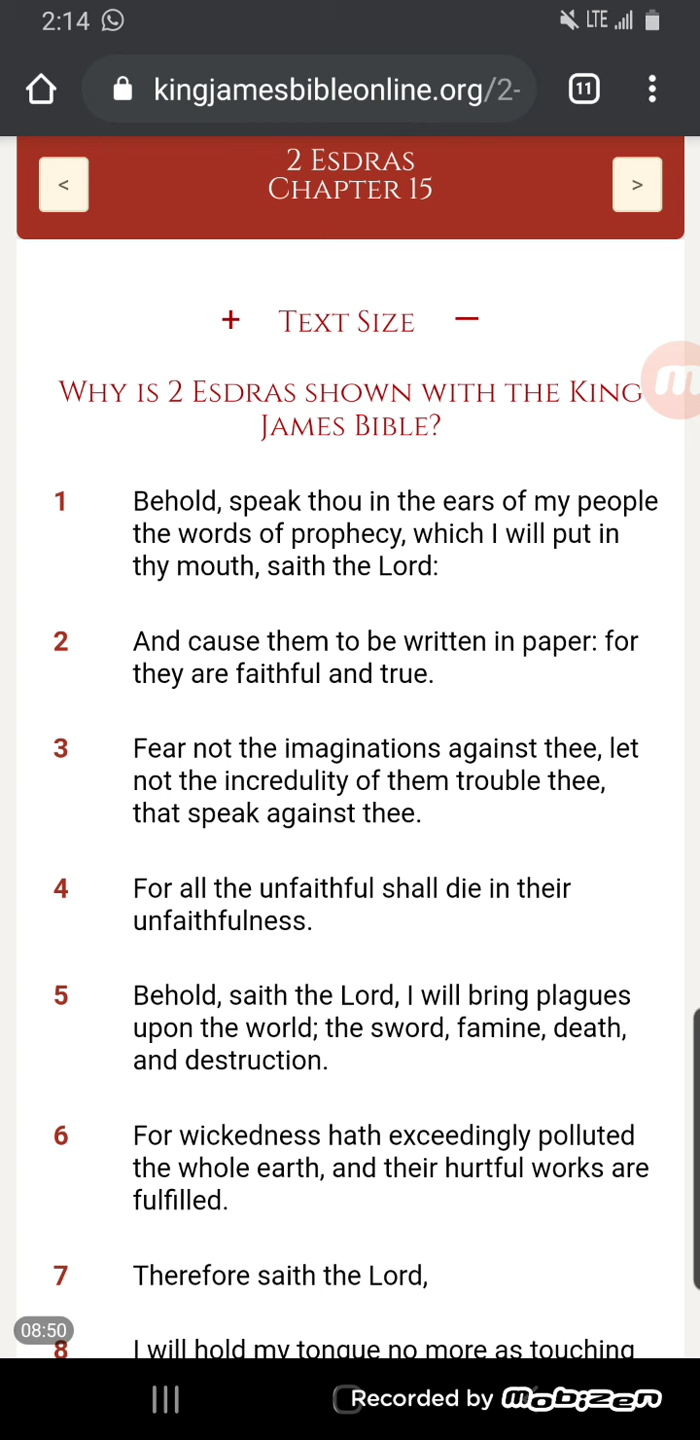 2:14 LTE
kingjamesbibleonline.org/2- 11
< 2 ESDRAS >
CHAPTER 15
+ TEXT SIZE −
WHY IS 2 ESDRAS SHOWN WITH THE KING
JAMES BIBLE?
m
1 Behold, speak thou in the ears of my people
the words of prophecy, which I will put in
thy mouth, saith the Lord:
2 And cause them to be written in paper: for
they are faithful and true.
3 Fear not the imaginations against thee, let
not the incredulity of them trouble thee,
that speak against thee.
4 For all the unfaithful shall die in their
unfaithfulness.
5 Behold, saith the Lord, I will bring plagues
upon the world; the sword, famine, death,
and destruction.
6 For wickedness hath exceedingly polluted
the whole earth, and their hurtful works are
fulfilled.
7 Therefore saith the Lord,
08:50
8 I will hold my tongue no more as touching
Recorded by mobizen